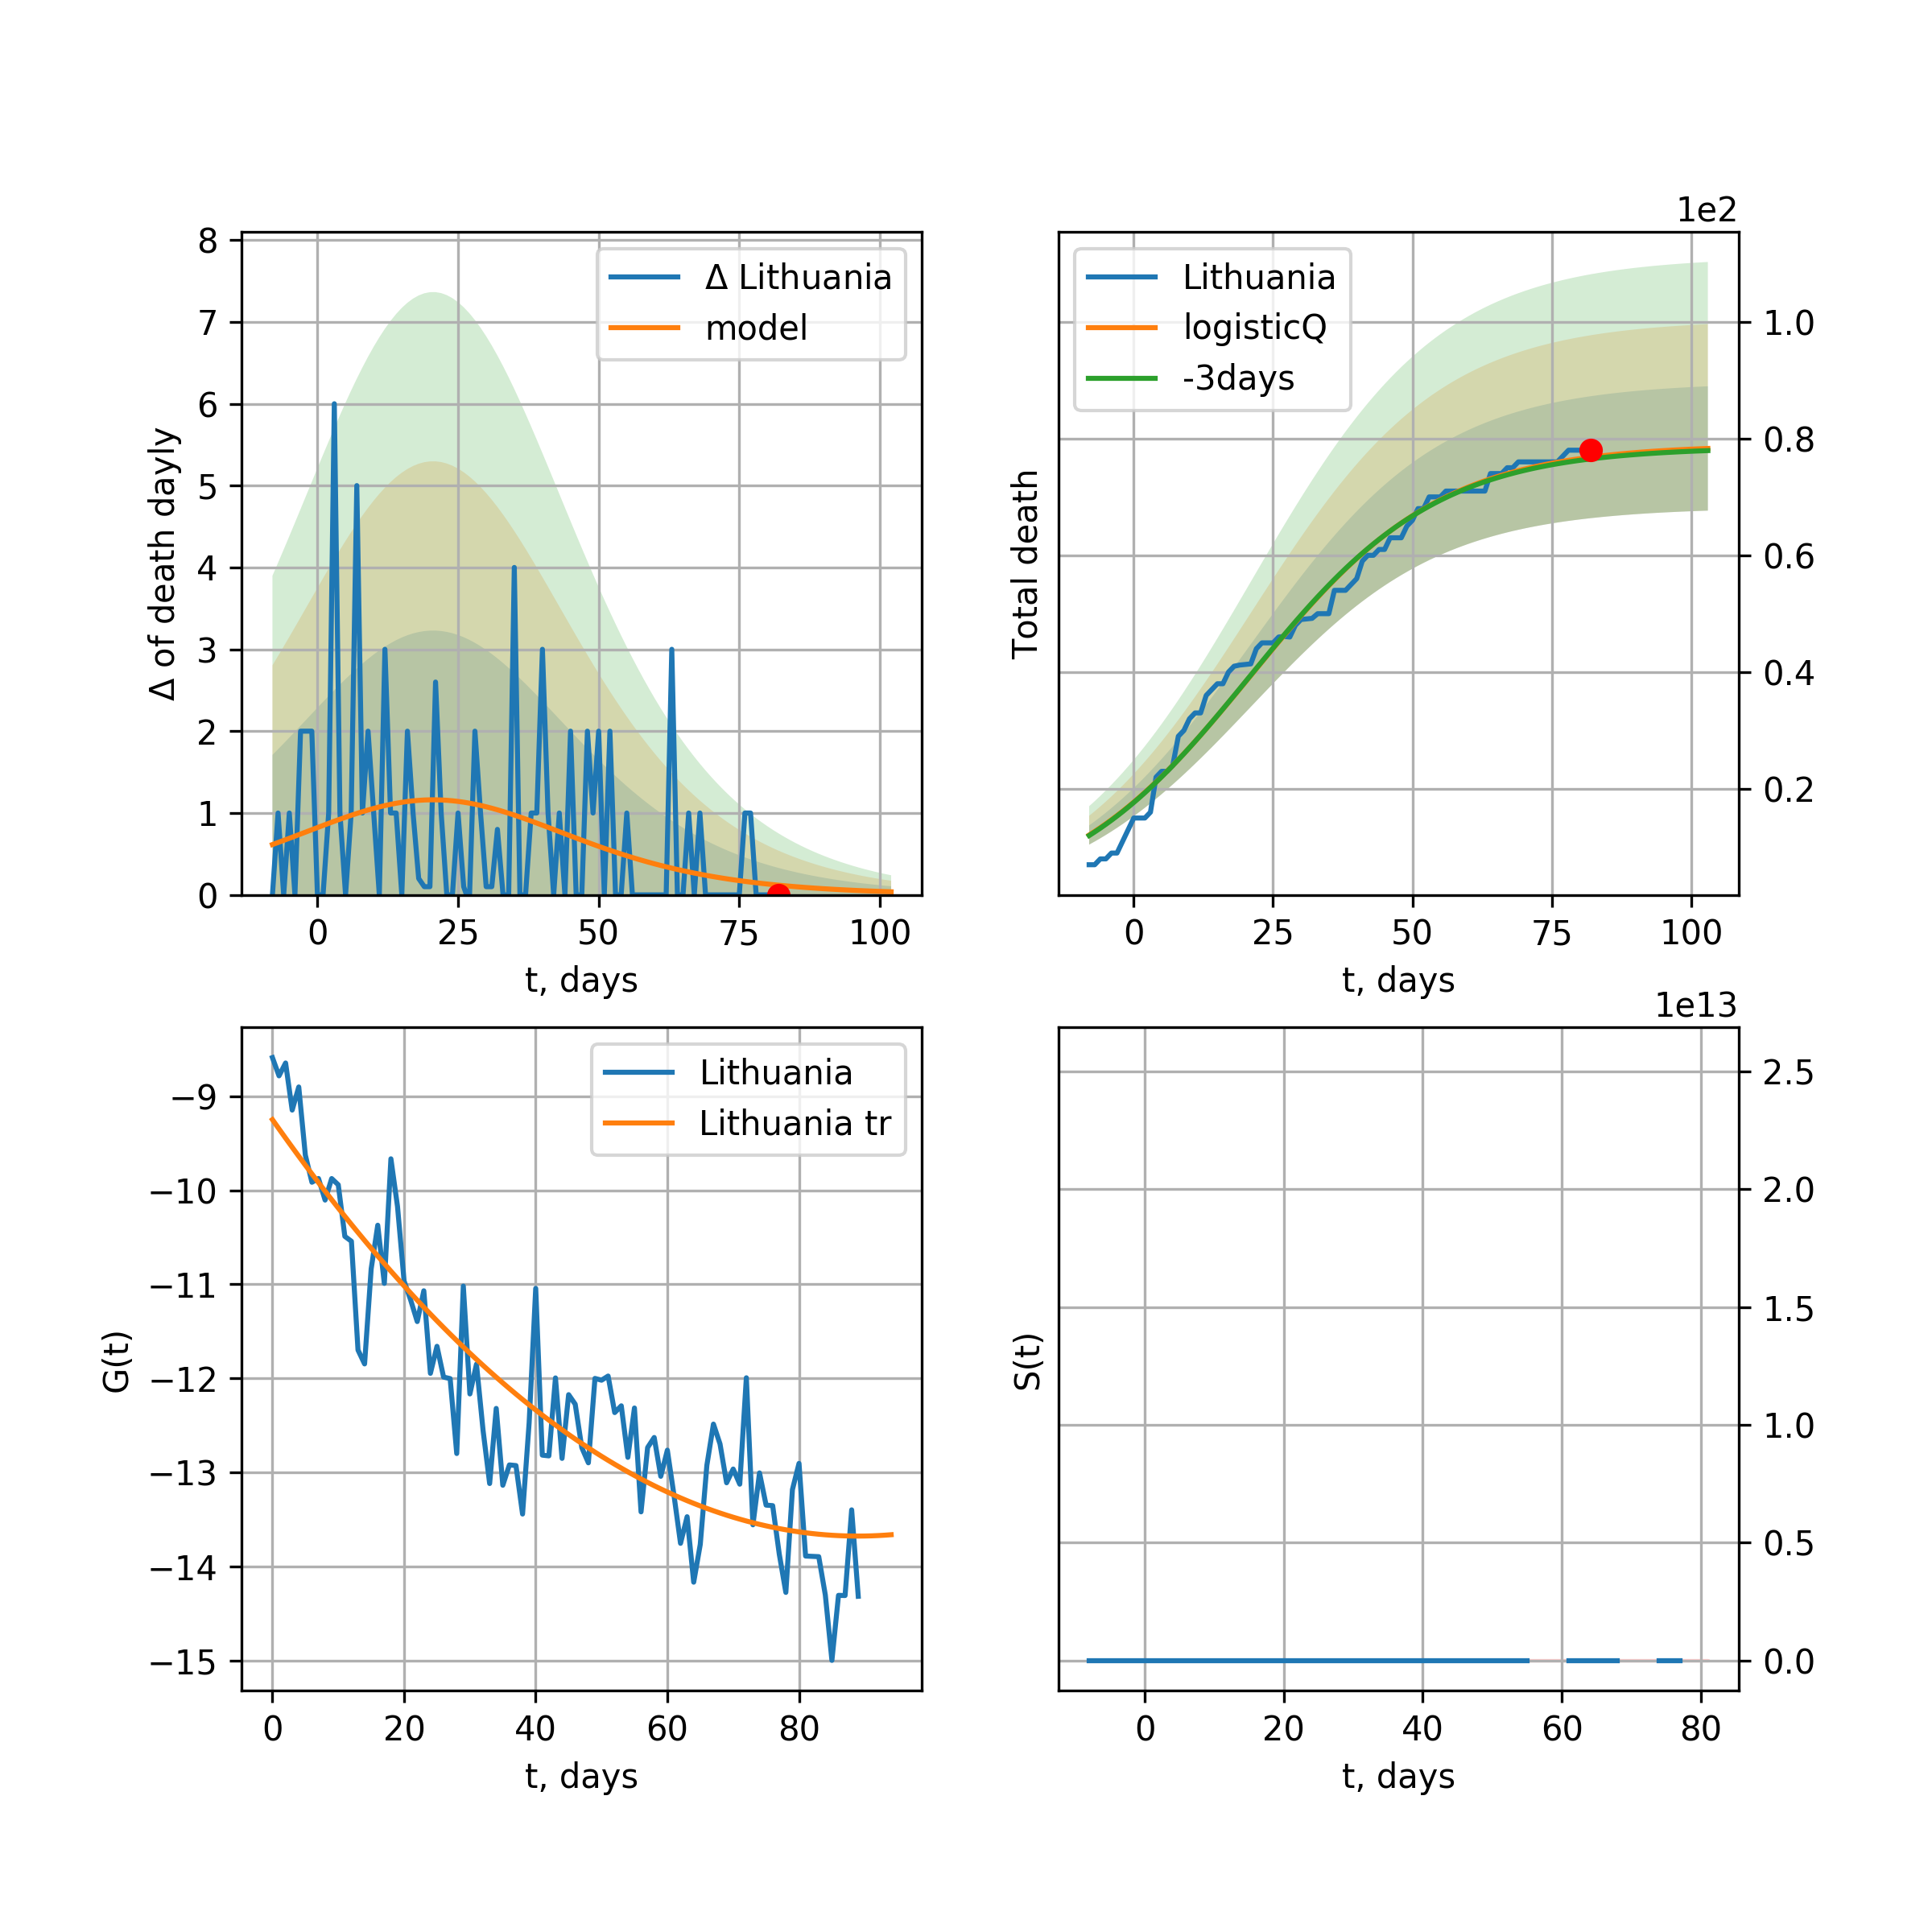 8
7
6
5
4
3
2
1
0
Δ of death dayly
Δ Lithuania
model
0 25 50 75 100
t, days
1e2
Lithuania
logisticQ
-3days
Total death
1.0
0.8
0.6
0.4
0.2
0 25 50 75 100
t, days
−9
−10
−11
−12
−13
−14
−15
G(t)
Lithuania
Lithuania tr
0 20 40 60 80
t, days
1e13
S(t)
2.5
2.0
1.5
1.0
0.5
0.0
0 20 40 60 80
t, days